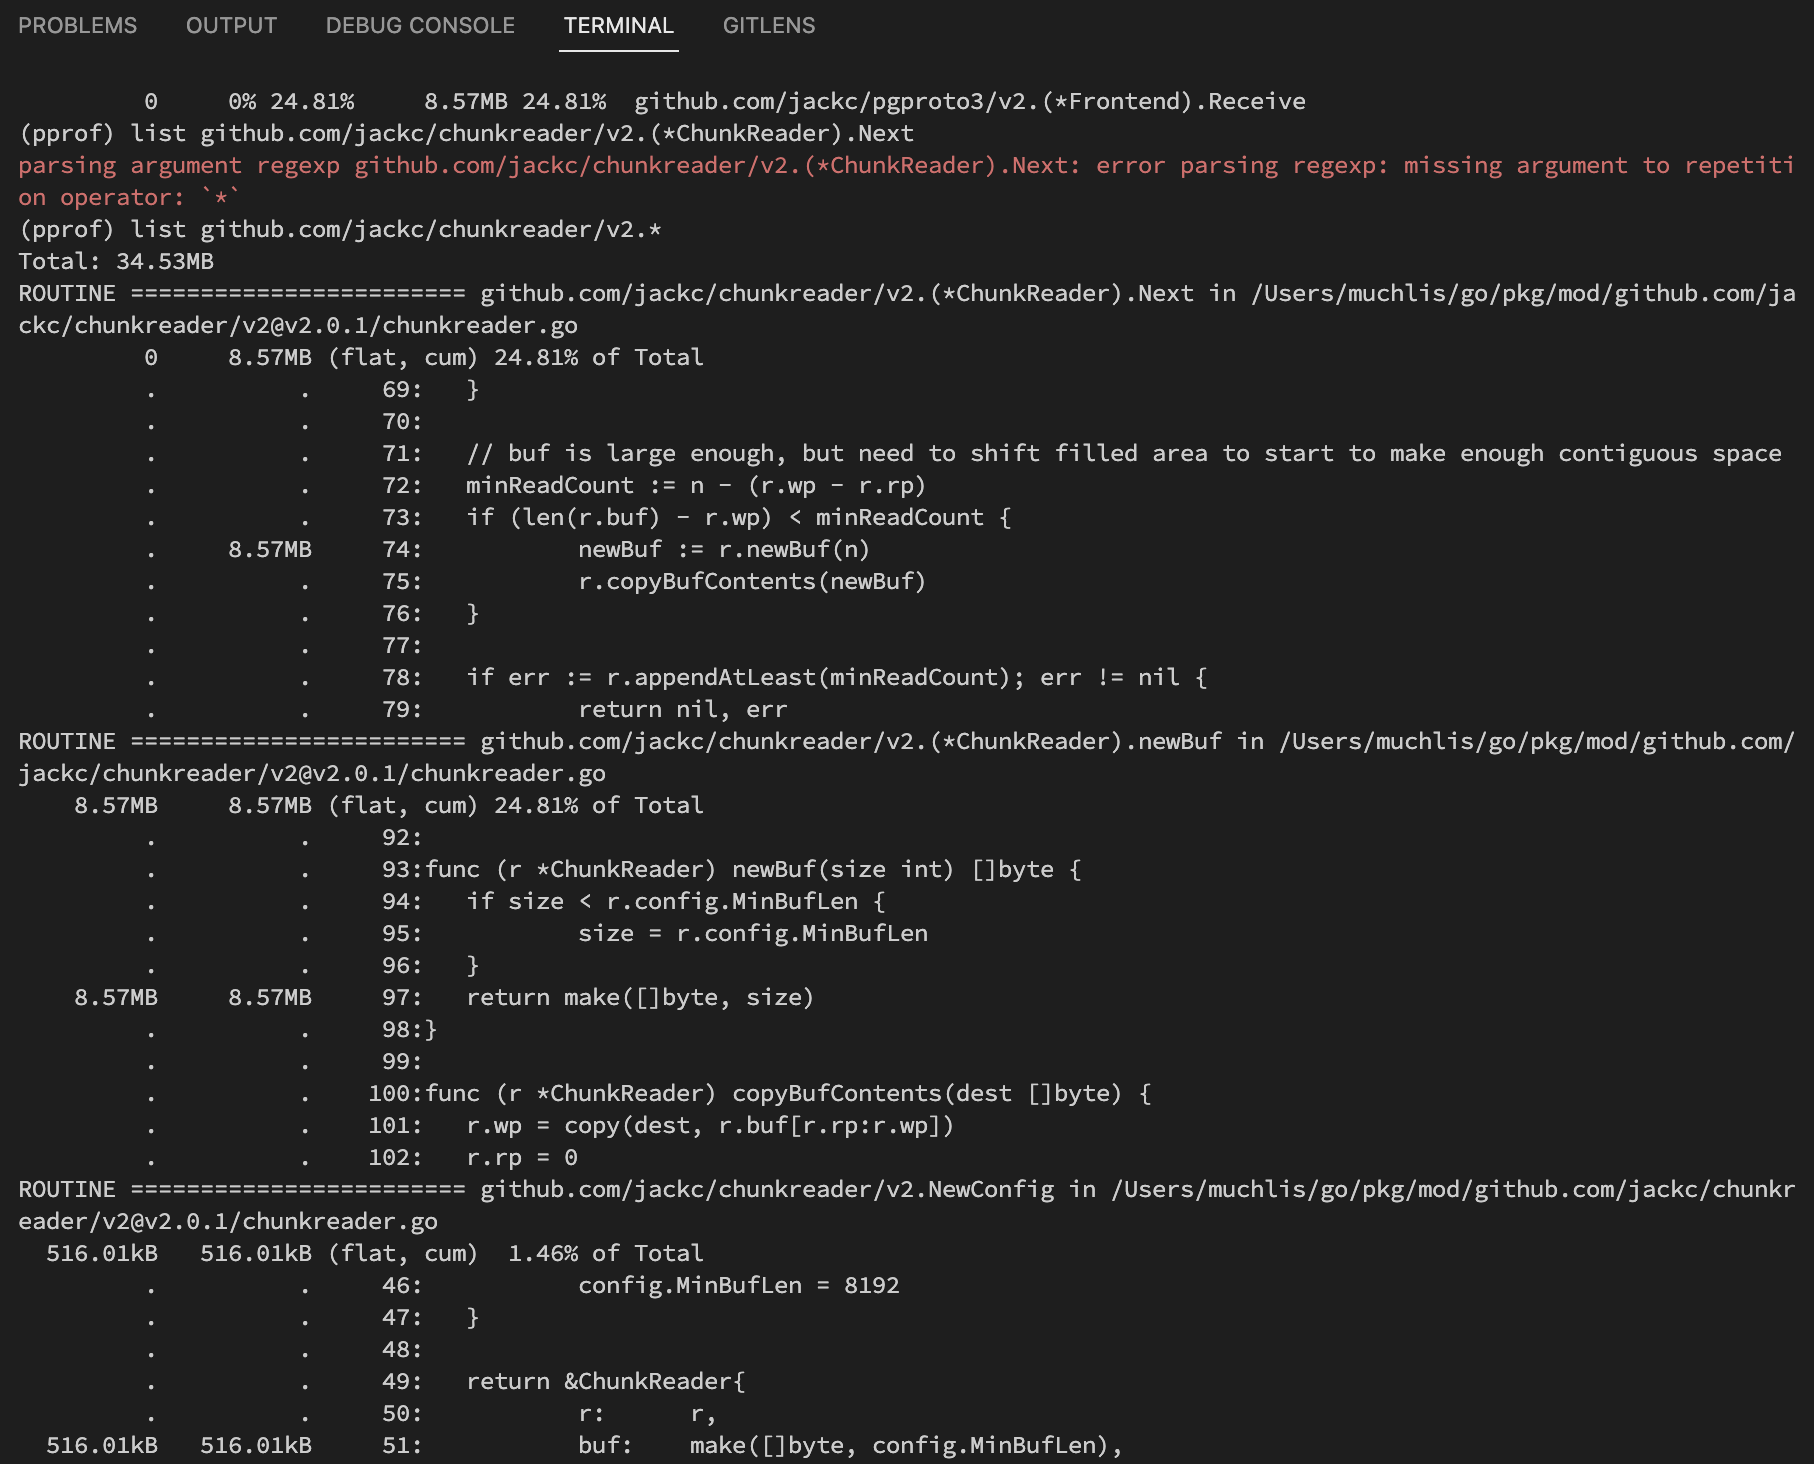 PROBLEMS OUTPUT DEBUG CONSOLE TERMINAL GITLENS
0 0% 24.81% 8.57MB 24.81% github.com/jackc/pgproto3/v2.(*Frontend).Receive
(pprof) list github.com/jackc/chunkreader/v2.(*ChunkReader).Next
parsing argument regexp github.com/jackc/chunkreader/v2.(*ChunkReader).Next: error parsing regexp: missing argument to repetiti
on operator: `*`
(pprof) list github.com/jackc/chunkreader/v2.*
Total: 34.53MB
ROUTINE ======================== github.com/jackc/chunkreader/v2.(*ChunkReader).Next in /Users/muchlis/go/pkg/mod/github.com/ja
ckc/chunkreader/v2@v2.0.1/chunkreader.go
0 8.57MB (flat, cum) 24.81% of Total
. . 69: }
. . 70:
. . 71: // buf is large enough, but need to shift filled area to start to make enough contiguous space
. . 72: minReadCount := n - (r.wp - r.rp)
. . 73: if (len(r.buf) - r.wp) < minReadCount {
. 8.57MB 74: newBuf := r.newBuf(n)
. . 75: r.copyBufContents(newBuf)
. . 76: }
. . 77:
. . 78: if err := r.appendAtLeast(minReadCount); err != nil {
. . 79: return nil, err
ROUTINE ======================== github.com/jackc/chunkreader/v2.(*ChunkReader).newBuf in /Users/muchlis/go/pkg/mod/github.com/
jackc/chunkreader/v2@v2.0.1/chunkreader.go
8.57MB 8.57MB (flat, cum) 24.81% of Total
. . 92:
. . 93:func (r *ChunkReader) newBuf(size int) []byte {
. . 94: if size < r.config.MinBufLen {
. . 95: size = r.config.MinBufLen
. . 96: }
8.57MB 8.57MB 97: return make([]byte, size)
. . 98:}
. . 99:
. . 100:func (r *ChunkReader) copyBufContents(dest []byte) {
. . 101: r.wp = copy(dest, r.buf[r.rp:r.wp])
. . 102: r.rp = 0
ROUTINE ======================== github.com/jackc/chunkreader/v2.NewConfig in /Users/muchlis/go/pkg/mod/github.com/jackc/chunkr
eader/v2@v2.0.1/chunkreader.go
516.01kB 516.01kB (flat, cum) 1.46% of Total
. . 46: config.MinBufLen = 8192
. . 47: }
. . 48:
. . 49: return &ChunkReader{
. . 50: r: r,
516.01kB 516.01kB 51: buf: make([]byte, config.MinBufLen),